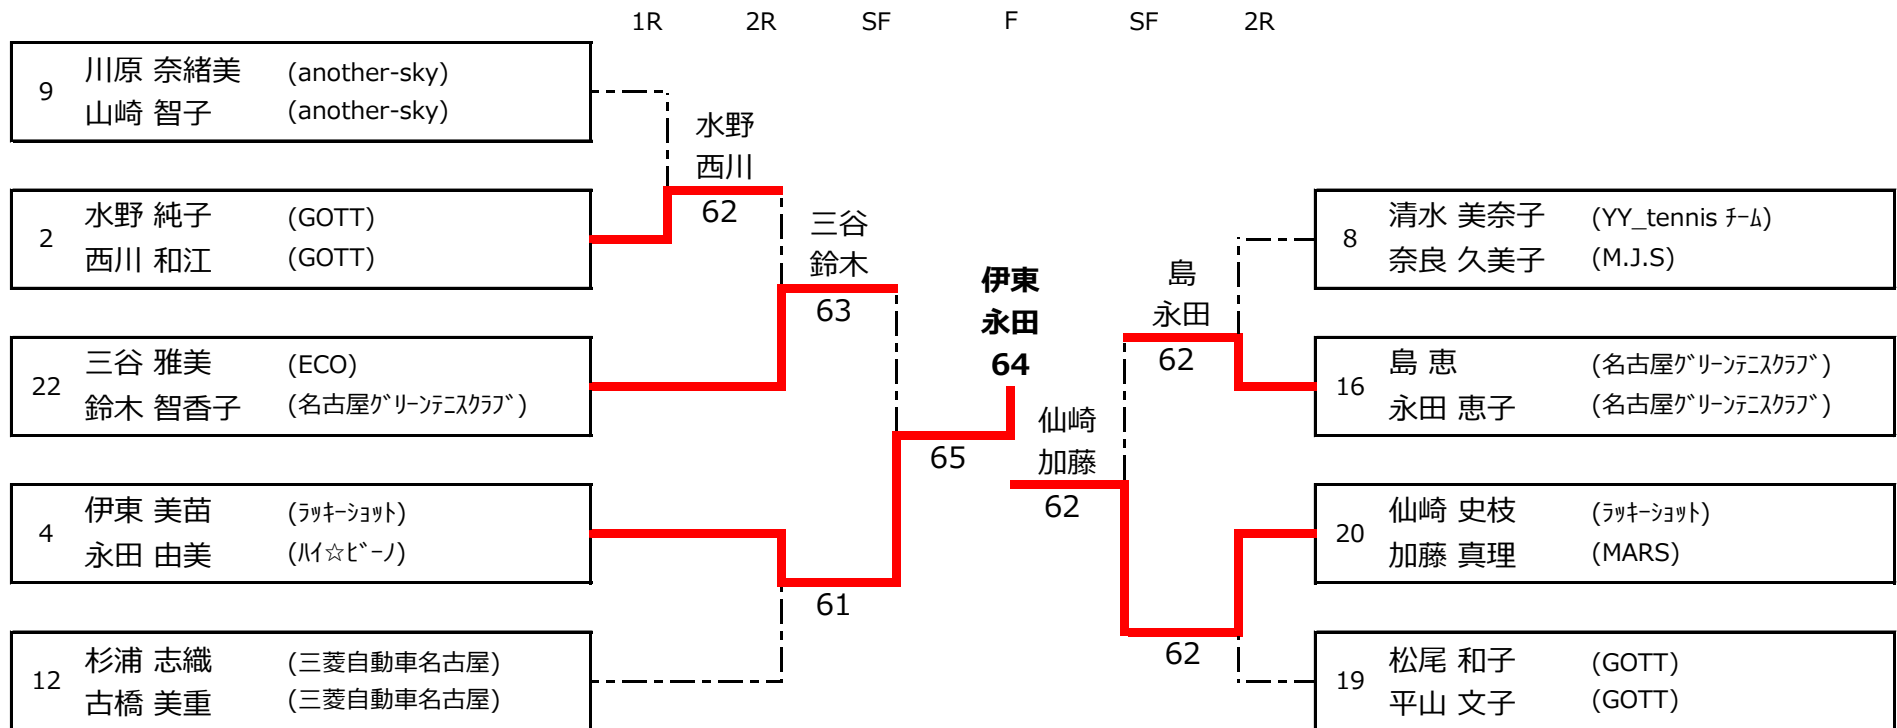 1R 2R SF F SF 2R
9 川原 奈緒美 (another-sky)
山崎 智子 (another-sky)
水野
西川
62
2 水野 純子 (GOTT)
西川 和江 (GOTT)
三谷
鈴木
63
22 三谷 雅美 (ECO)
鈴木 智香子 (名古屋ｸﾞﾘｰﾝﾃﾆｽｸﾗﾌﾞ)
伊東
永田
64
65
4 伊東 美苗 (ﾗｯｷｰｼｮｯﾄ)
永田 由美 (ﾊｲ☆ﾋﾞｰﾉ)
61
12 杉浦 志織 (三菱自動車名古屋)
古橋 美重 (三菱自動車名古屋)
8 清水 美奈子 (YY_tennis ﾁｰﾑ)
奈良 久美子 (M.J.S)
島
永田
62
16 島 恵 (名古屋ｸﾞﾘｰﾝﾃﾆｽｸﾗﾌﾞ)
永田 恵子 (名古屋ｸﾞﾘｰﾝﾃﾆｽｸﾗﾌﾞ)
仙崎
加藤
62
20 仙崎 史枝 (ﾗｯｷｰｼｮｯﾄ)
加藤 真理 (MARS)
62
19 松尾 和子 (GOTT)
平山 文子 (GOTT)